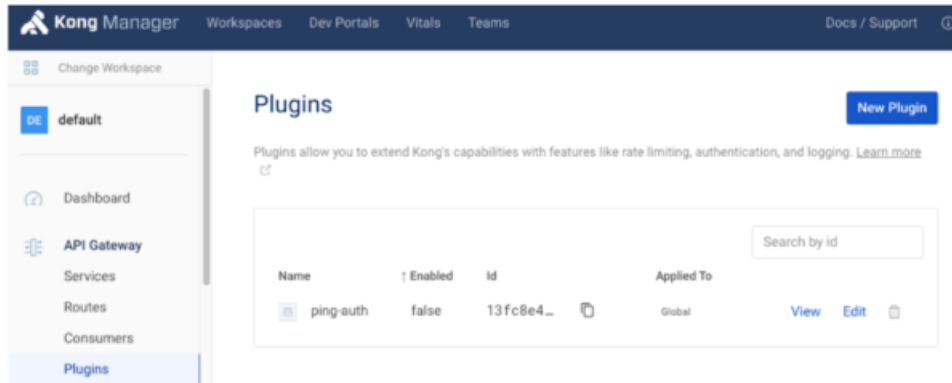 Kong Manager Workspaces Dev Portals Vitals Teams Docs / Support
Change Workspace
DE default
Plugins
New Plugin
Plugins allow you to extend Kong's capabilities with features like rate limiting, authentication, and logging. Learn more
Dashboard
API Gateway
Services
Routes
Consumers
Plugins
Search by id
Name ↑ Enabled Id Applied To
ping-auth false 13fc8e4… Global View Edit